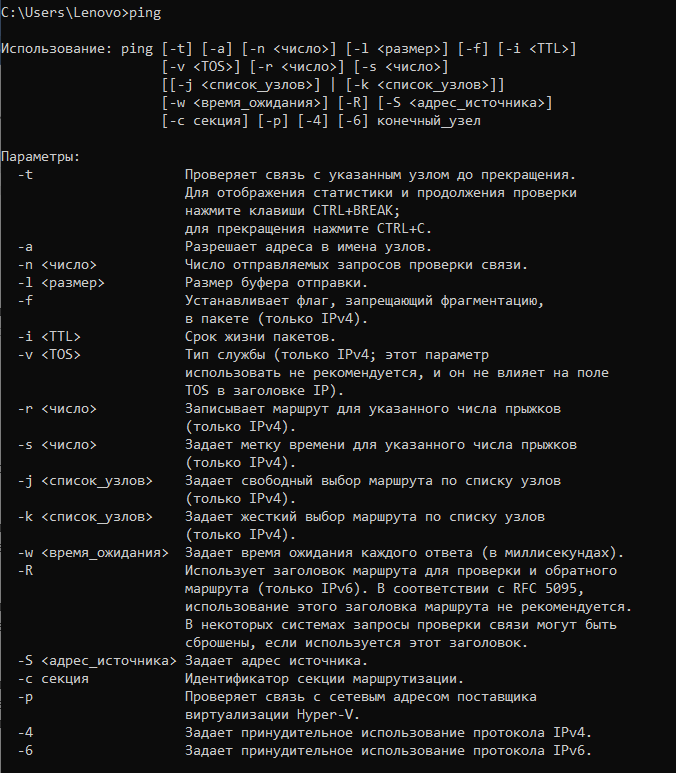 C:\Users\Lenovo>ping
Использование: ping [-t] [-a] [-n <число>] [-l <размер>] [-f] [-i <TTL>]
[-v <TOS>] [-r <число>] [-s <число>]
[[-j <список_узлов>] | [-k <список_узлов>]]
[-w <время_ожидания>] [-R] [-S <адрес_источника>]
[-c секция] [-p] [-4] [-6] конечный_узел
Параметры:
-t Проверяет связь с указанным узлом до прекращения.
Для отображения статистики и продолжения проверки
нажмите клавиши CTRL+BREAK;
для прекращения нажмите CTRL+C.
-a Разрешает адреса в имена узлов.
-n <число> Число отправляемых запросов проверки связи.
-l <размер> Размер буфера отправки.
-f Устанавливает флаг, запрещающий фрагментацию,
в пакете (только IPv4).
-i <TTL> Срок жизни пакетов.
-v <TOS> Тип службы (только IPv4; этот параметр
использовать не рекомендуется, и он не влияет на поле
TOS в заголовке IP).
-r <число> Записывает маршрут для указанного числа прыжков
(только IPv4).
-s <число> Задает метку времени для указанного числа прыжков
(только IPv4).
-j <список_узлов> Задает свободный выбор маршрута по списку узлов
(только IPv4).
-k <список_узлов> Задает жесткий выбор маршрута по списку узлов
(только IPv4).
-w <время_ожидания> Задает время ожидания каждого ответа (в миллисекундах).
-R Использует заголовок маршрута для проверки и обратного
маршрута (только IPv6). В соответствии с RFC 5095,
использование этого заголовка маршрута не рекомендуется.
В некоторых системах запросы проверки связи могут быть
сброшены, если используется этот заголовок.
-S <адрес_источника> Задает адрес источника.
-c секция Идентификатор секции маршрутизации.
-p Проверяет связь с сетевым адресом поставщика
виртуализации Hyper-V.
-4 Задает принудительное использование протокола IPv4.
-6 Задает принудительное использование протокола IPv6.